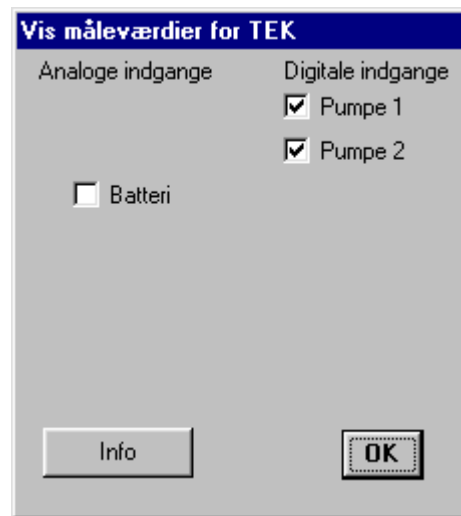 Vis måleværdier for TEK
Analoge indgange
Digitale indgange
Pumpe 1
Pumpe 2
Batteri
Info
OK